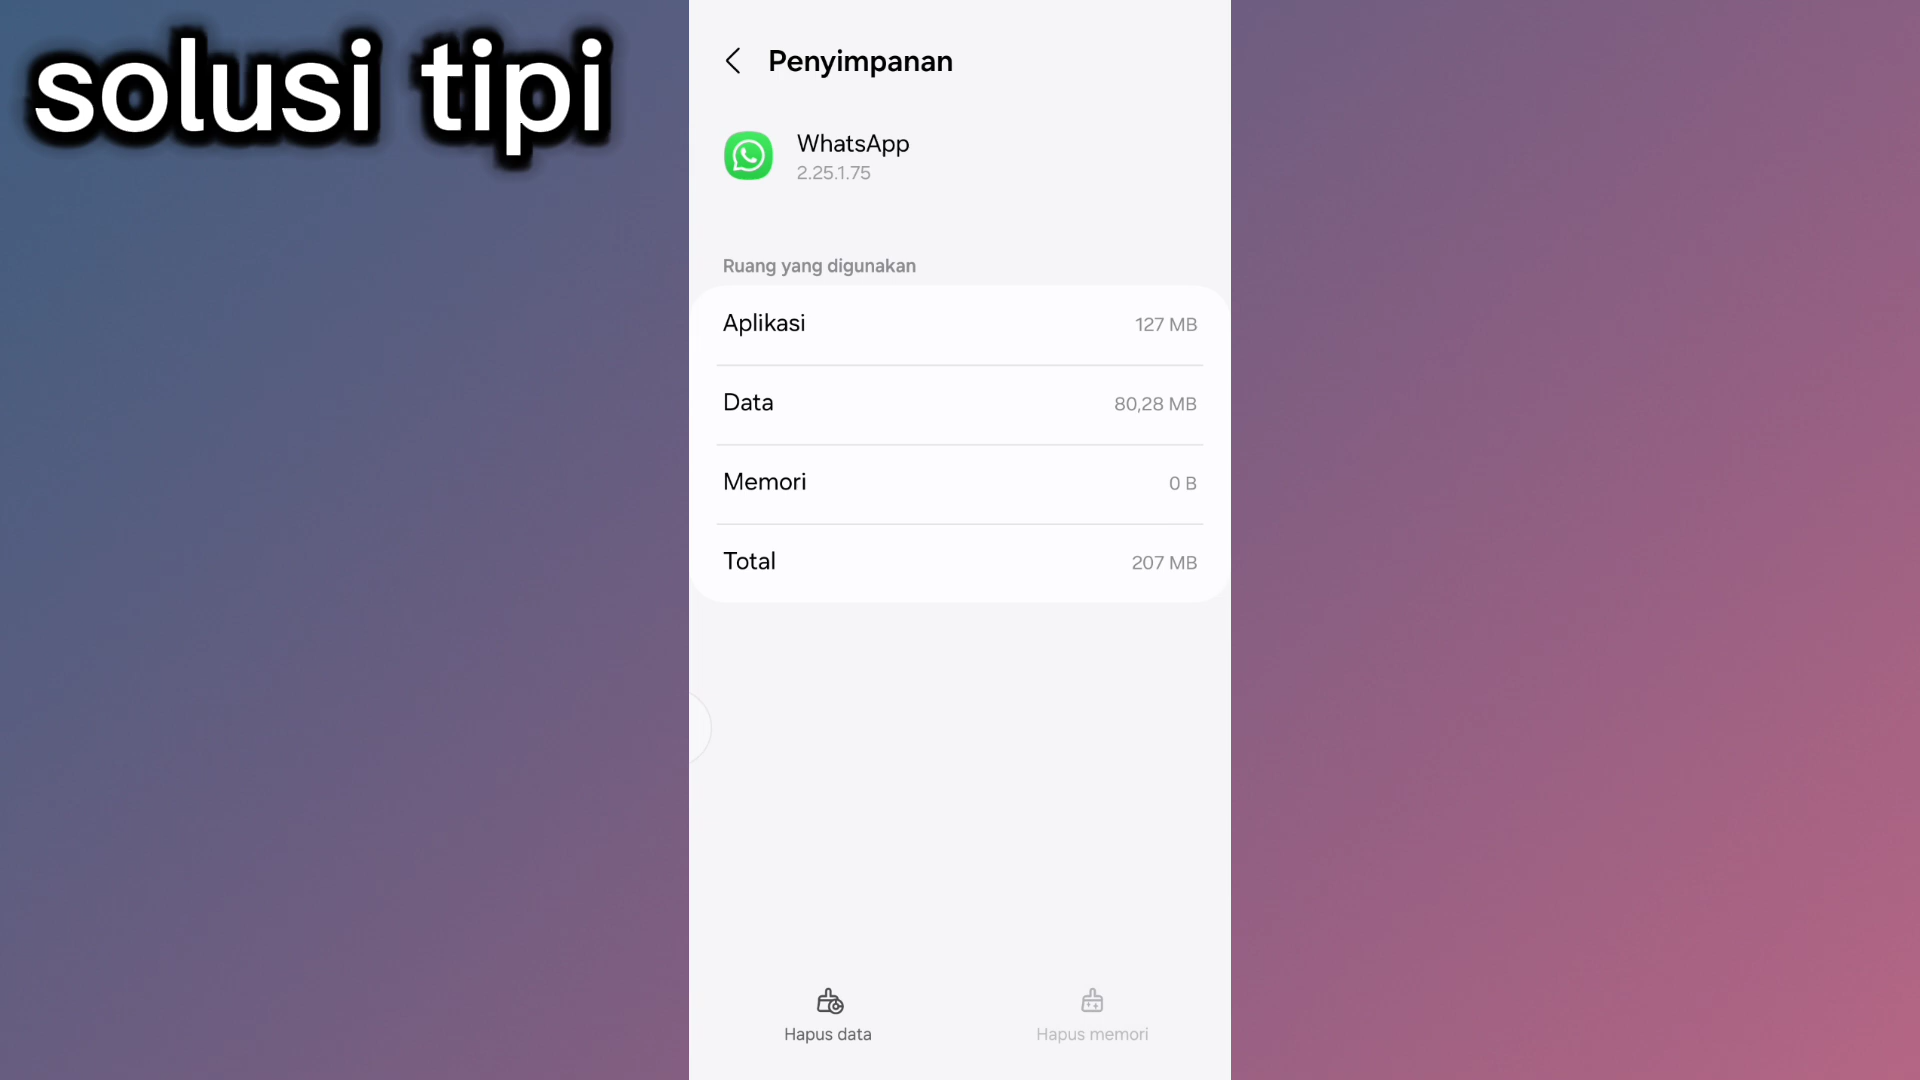 solusi tipi
Penyimpanan
WhatsApp
2.25.1.75
Ruang yang digunakan
Aplikasi 127 MB
Data 80,28 MB
Memori 0 B
Total 207 MB
Hapus data Hapus memori